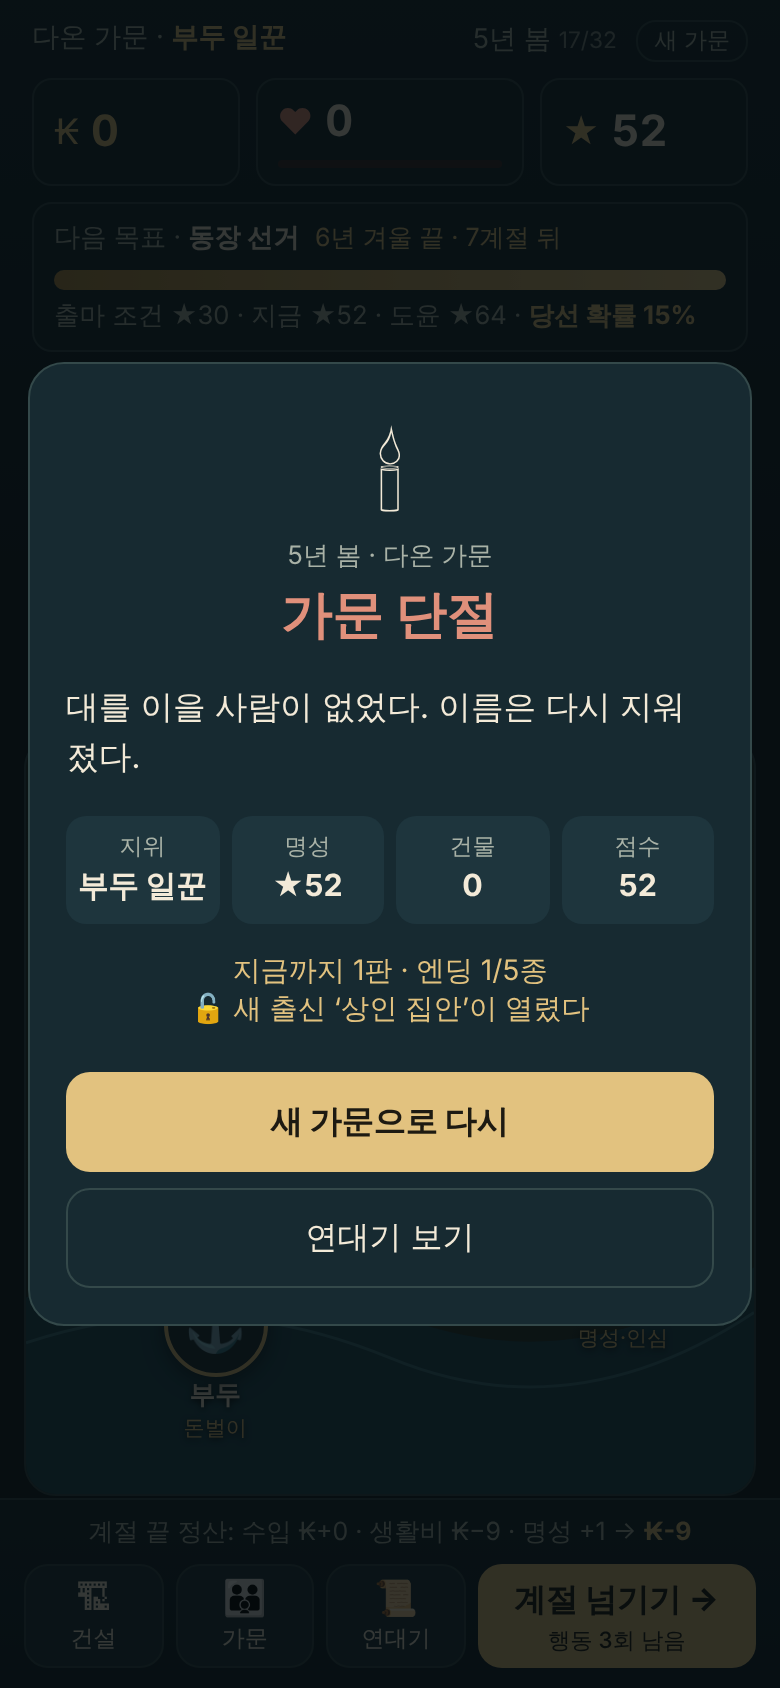 다온 가문 · 부두 일꾼 5년 봄 17/32 새 가문
₭ 0 ♥ 0 ★ 52
다음 목표 · 동장 선거 6년 겨울 끝 · 7계절 뒤
출마 조건 ★30 · 지금 ★52 · 도윤 ★64 · 당선 확률 15%
5년 봄 · 다온 가문
가문 단절
대를 이을 사람이 없었다. 이름은 다시 지워
졌다.
지위 명성 건물 점수
부두 일꾼 ★52 0 52
지금까지 1판 · 엔딩 1/5종
🔓 새 출신 ‘상인 집안’이 열렸다
새 가문으로 다시
연대기 보기
명성·인심
부두
돈벌이
계절 끝 정산: 수입 ₭+0 · 생활비 ₭−9 · 명성 +1 → ₭-9
건설 가문 연대기 계절 넘기기 →
행동 3회 남음